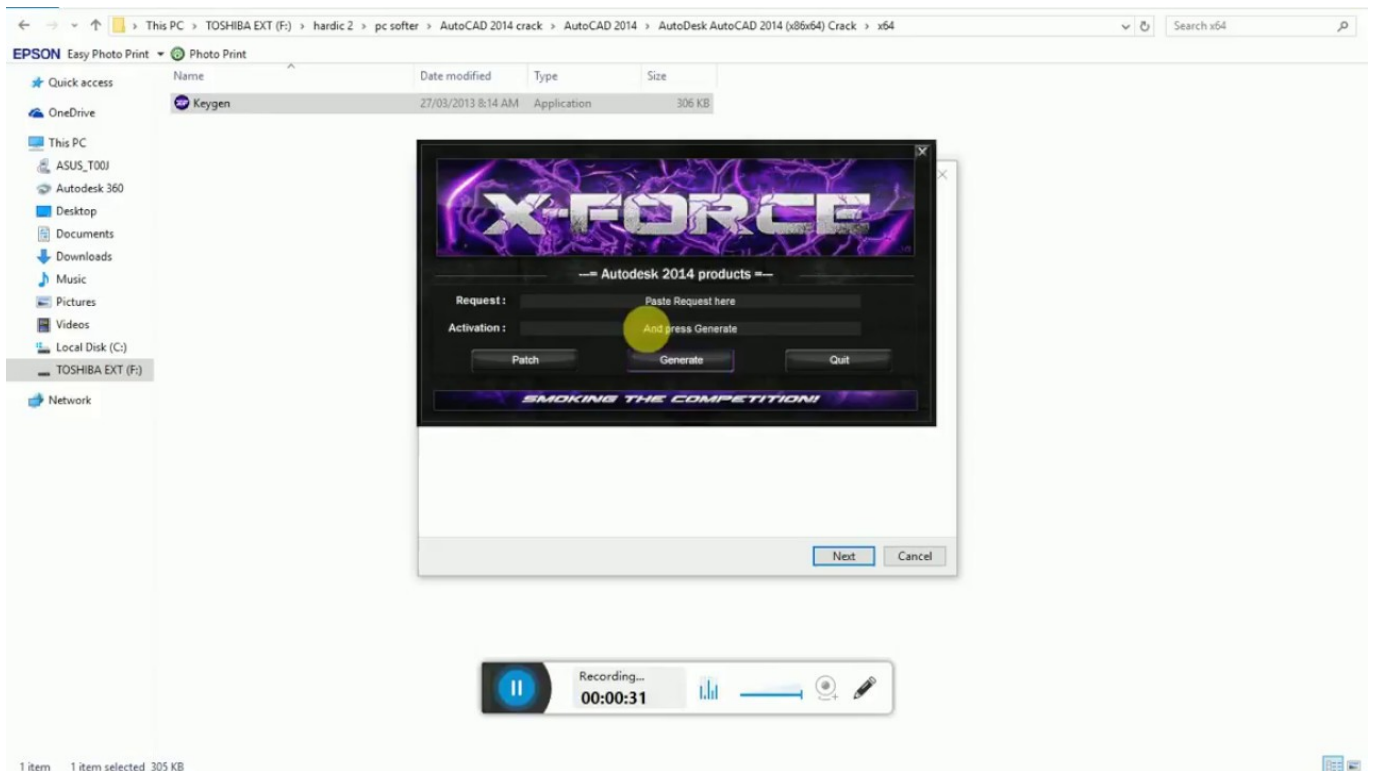 This PC > TOSHIBA EXT (F:) > hardic 2 > pc softer > AutoCAD 2014 crack > AutoCAD 2014 > AutoDesk AutoCAD 2014 (x86x64) Crack > x64
Search x64
EPSON Easy Photo Print Photo Print
Quick access
OneDrive
This PC
ASUS_T00J
Autodesk 360
Desktop
Documents
Downloads
Music
Pictures
Videos
Local Disk (C:)
TOSHIBA EXT (F:)
Network
Name Date modified Type Size
Keygen 27/03/2013 8:14 AM Application 306 KB
X-FORCE
---= Autodesk 2014 products =---
Request : Paste Request here
Activation : And press Generate
Patch Generate Quit
SMOKING THE COMPETITION!
Next Cancel
Recording...
00:00:31
1 item 1 item selected 305 KB